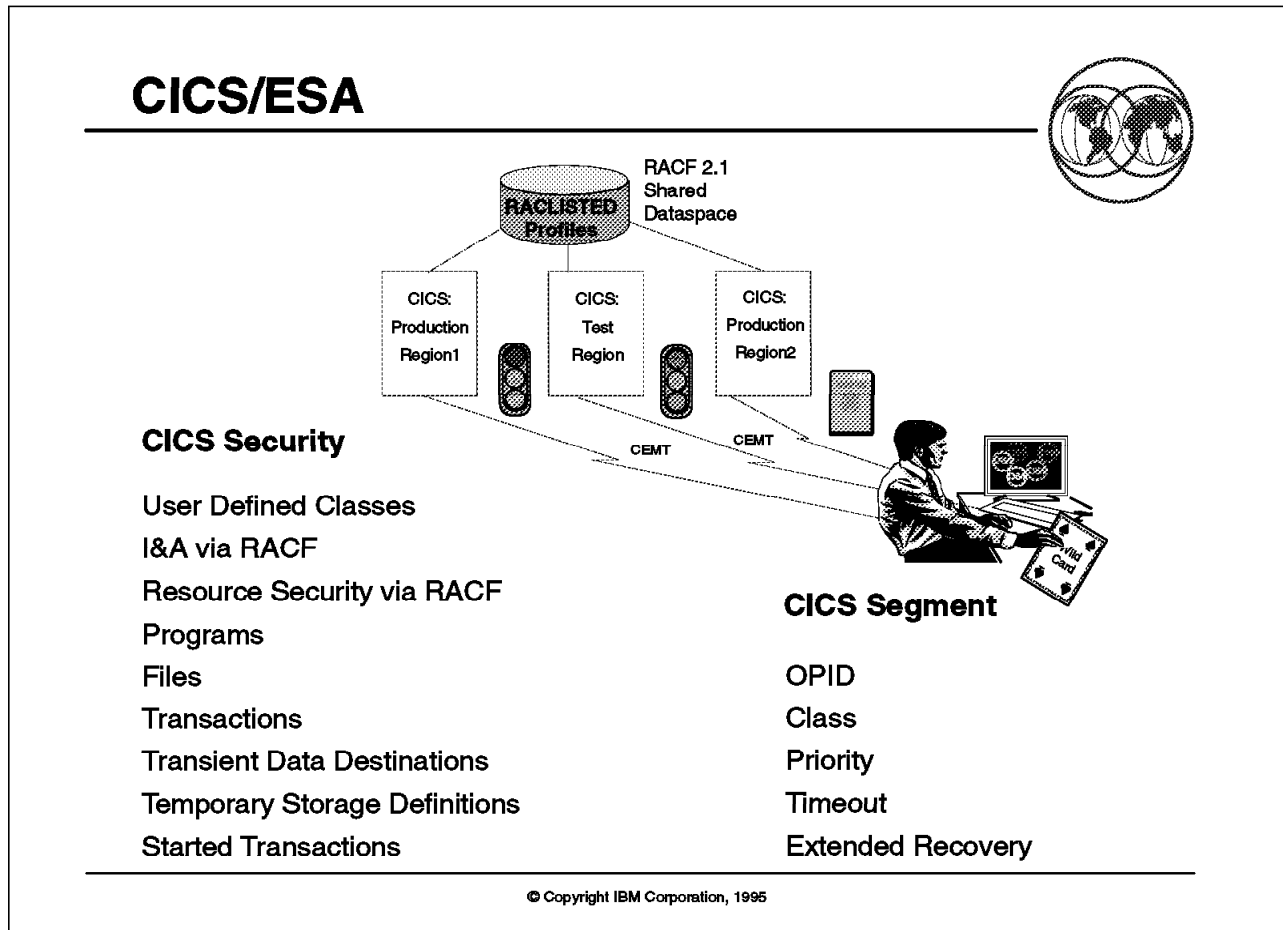 CICS/ESA
RACF 2.1
Shared
Dataspace
RACLISTED
Profiles
CICS:
Production
Region1
CICS:
Test
Region
CICS:
Production
Region2
CEMT
CEMT
Wild
Card
CICS Security
User Defined Classes
I&A via RACF
Resource Security via RACF
Programs
Files
Transactions
Transient Data Destinations
Temporary Storage Definitions
Started Transactions
CICS Segment
OPID
Class
Priority
Timeout
Extended Recovery
© Copyright IBM Corporation, 1995